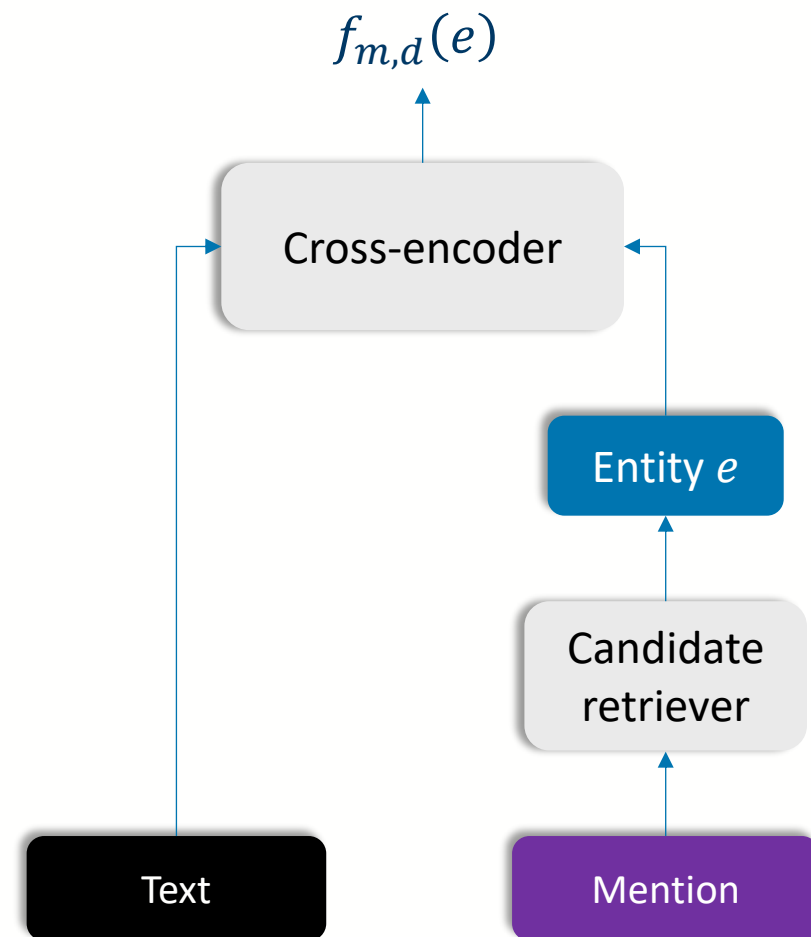 f_{m,d}(e)
Cross-encoder
Entity e
Candidate
retriever
Text
Mention